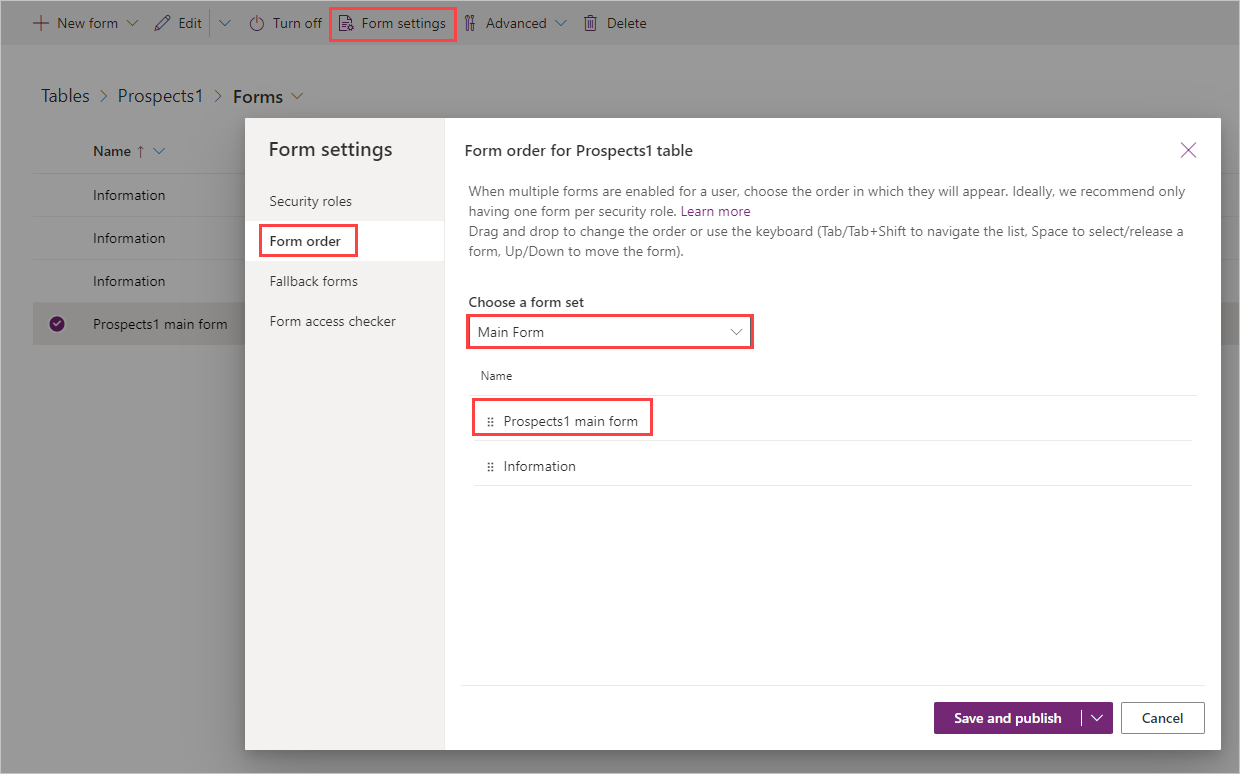 New form Edit Turn off Form settings Advanced Delete
Tables > Prospects1 > Forms
Name ↑
Information
Information
Information
Prospects1 main form
Form settings
Security roles
Form order
Fallback forms
Form access checker
Form order for Prospects1 table
When multiple forms are enabled for a user, choose the order in which they will appear. Ideally, we recommend only
having one form per security role. Learn more
Drag and drop to change the order or use the keyboard (Tab/Tab+Shift to navigate the list, Space to select/release a
form, Up/Down to move the form).
Choose a form set
Main Form
Name
Prospects1 main form
Information
Save and publish Cancel